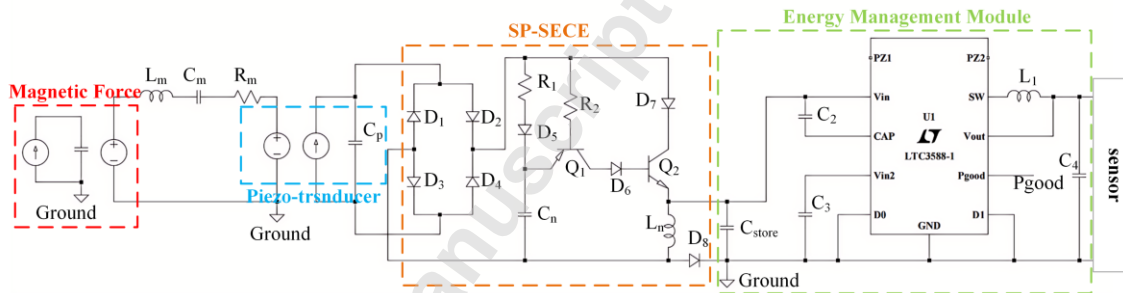 Energy Management Module
SP-SECE
Magnetic Force
Lm
Cm
Rm
Ground
Piezo-trsnducer
Ground
Cp
D1
D2
D3
D4
R1
R2
D5
D7
Q1
Q2
D6
Cn
Ln
D8
Cstore
Ground
C2
C3
PZ1
PZ2
Vin
SW
L1
CAP
U1
Vout
LTC3588-1
Vin2
Pgood
Pgood
C4
D0
D1
GND
sensor
anuscript